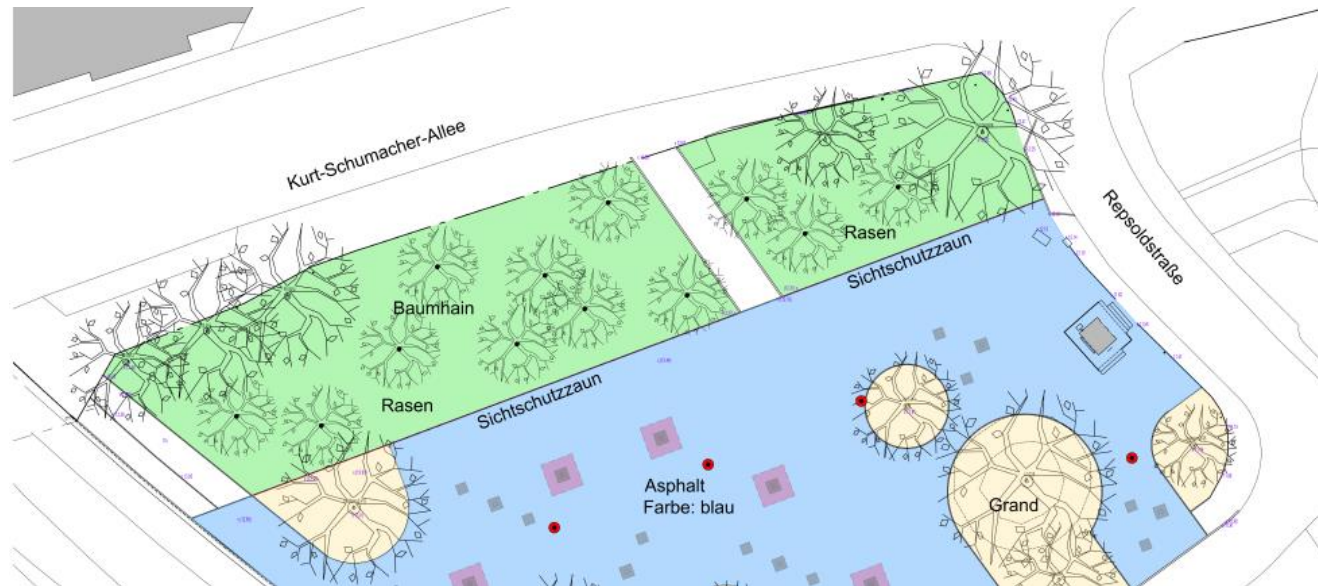 Kurt-Schumacher-Allee
Repsoldstraße
Rasen
Sichtschutzzaun
Baumhain
Rasen
Sichtschutzzaun
Asphalt
Farbe: blau
Grand